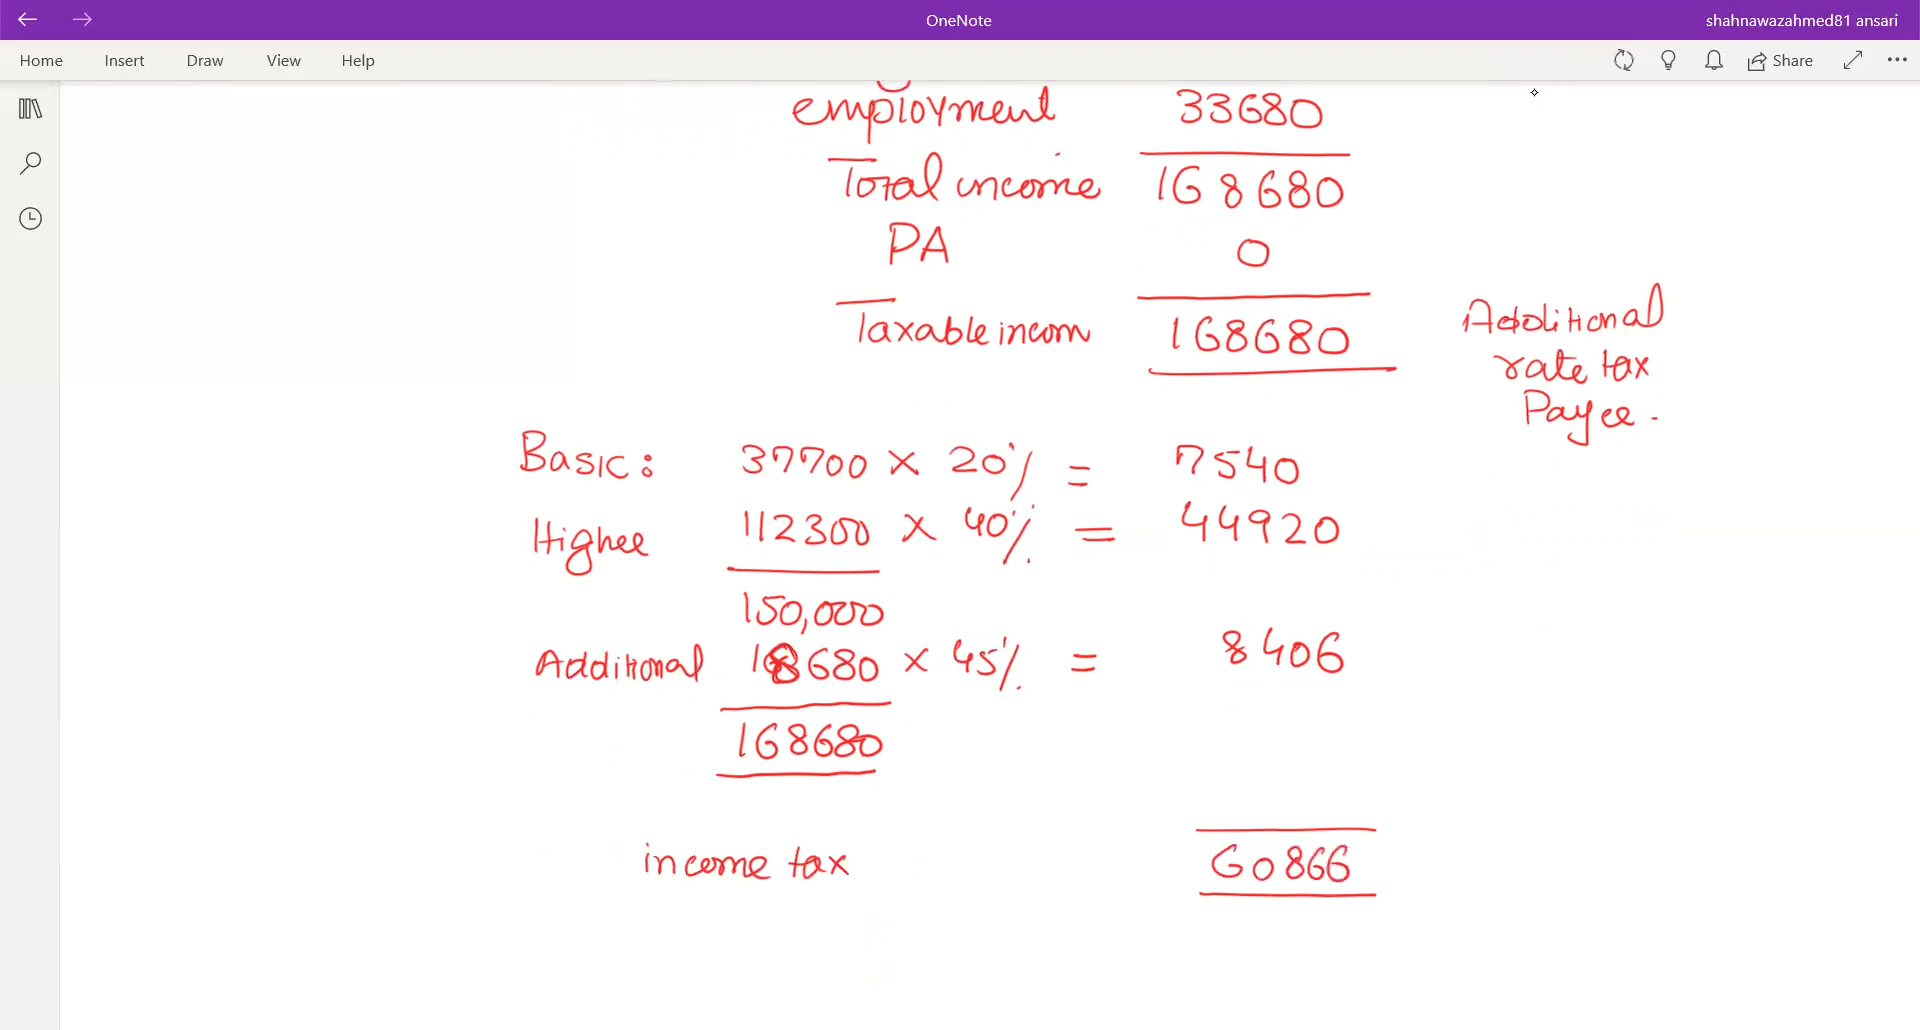 OneNote
shahnawazahmed81 ansari
Home Insert Draw View Help
Share
employment 33680
Total income 168680
PA 0
Taxable incom 168680
Additional
rate tax
Payee.
Basic: 37700 × 20% = 7540
Higher 112300 × 40% = 44920
150,000
Additional 18680 × 45% = 8406
168680
income tax 60866